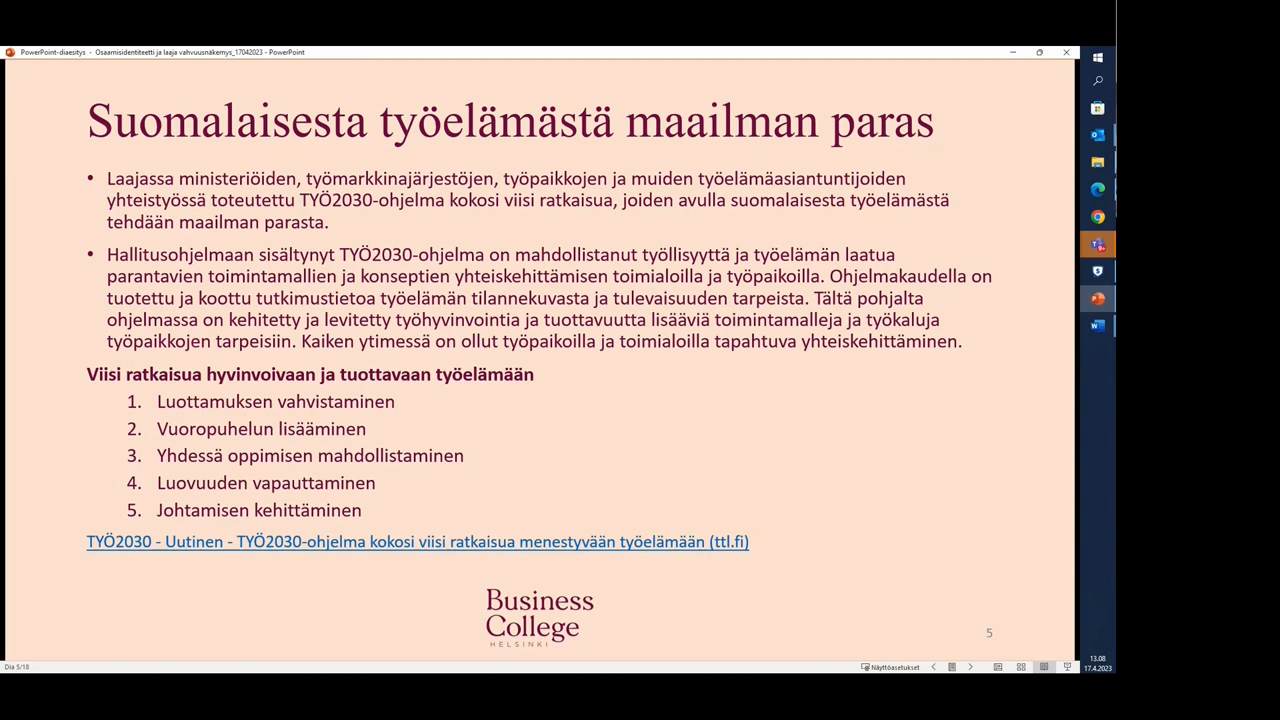 PowerPoint-diaesitys - Osaamisidentiteetti ja laaja vahvuusnäkemys_17042023 - PowerPoint
Suomalaisesta työelämästä maailman paras
• Laajassa ministeriöiden, työmarkkinajärjestöjen, työpaikkojen ja muiden työelämäasiantuntijoiden
yhteistyössä toteutettu TYÖ2030-ohjelma kokosi viisi ratkaisua, joiden avulla suomalaisesta työelämästä
tehdään maailman parasta.
• Hallitusohjelmaan sisältynyt TYÖ2030-ohjelma on mahdollistanut työllisyyttä ja työelämän laatua
parantavien toimintamallien ja konseptien yhteiskehittämisen toimialoilla ja työpaikoilla. Ohjelmakaudella on
tuotettu ja koottu tutkimustietoa työelämän tilannekuvasta ja tulevaisuuden tarpeista. Tältä pohjalta
ohjelmassa on kehitetty ja levitetty työhyvinvointia ja tuottavuutta lisääviä toimintamalleja ja työkaluja
työpaikkojen tarpeisiin. Kaiken ytimessä on ollut työpaikoilla ja toimialoilla tapahtuva yhteiskehittäminen.
Viisi ratkaisua hyvinvoivaan ja tuottavaan työelämään
1. Luottamuksen vahvistaminen
2. Vuoropuhelun lisääminen
3. Yhdessä oppimisen mahdollistaminen
4. Luovuuden vapauttaminen
5. Johtamisen kehittäminen
TYÖ2030 - Uutinen - TYÖ2030-ohjelma kokosi viisi ratkaisua menestyvään työelämään (ttl.fi)
Business
College
HELSINKI
5
Dia 5/18
Näyttöasetukset
13.08
17.4.2023